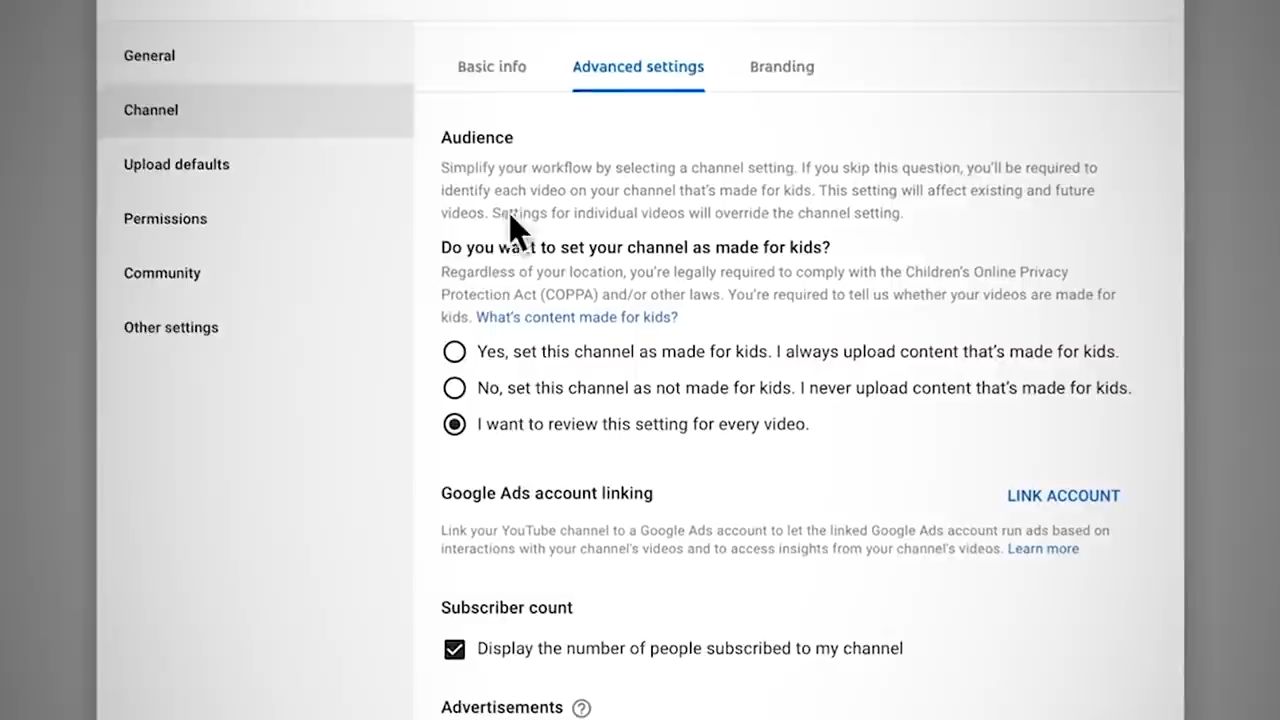 General
Channel
Upload defaults
Permissions
Community
Other settings
Basic info
Advanced settings
Branding
Audience
Simplify your workflow by selecting a channel setting. If you skip this question, you'll be required to
identify each video on your channel that's made for kids. This setting will affect existing and future
videos. Settings for individual videos will override the channel setting.
Do you want to set your channel as made for kids?
Regardless of your location, you're legally required to comply with the Children's Online Privacy
Protection Act (COPPA) and/or other laws. You're required to tell us whether your videos are made for
kids. What's content made for kids?
Yes, set this channel as made for kids. I always upload content that's made for kids.
No, set this channel as not made for kids. I never upload content that's made for kids.
I want to review this setting for every video.
Google Ads account linking
LINK ACCOUNT
Link your YouTube channel to a Google Ads account to let the linked Google Ads account run ads based on
interactions with your channel's videos and to access insights from your channel's videos. Learn more
Subscriber count
Display the number of people subscribed to my channel
Advertisements ?